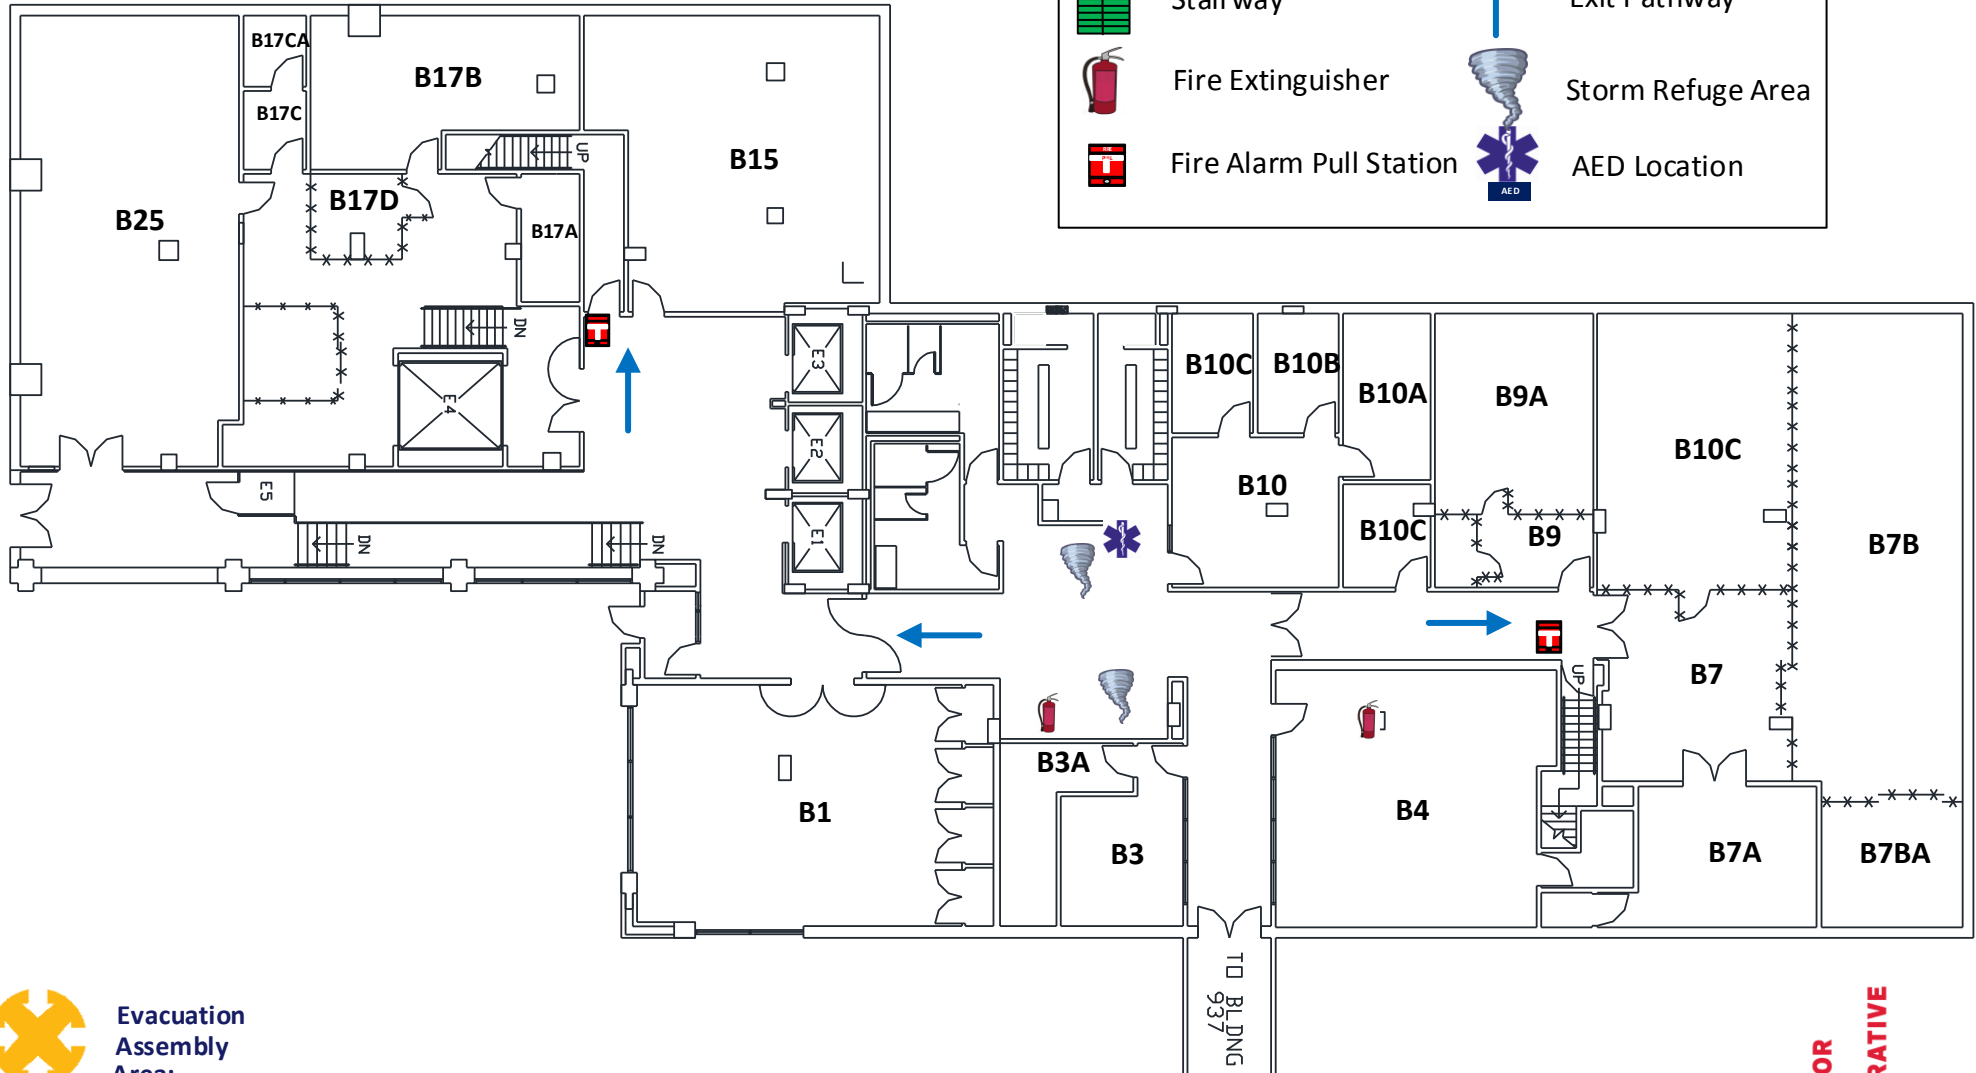 Stairway
Exit Pathway
Fire Extinguisher
Storm Refuge Area
Fire Alarm Pull Station
AED Location
AED
B17CA
B17B
B17C
UP
B15
B17D
B25
B17A
DN
E3
E4
E2
E5
E1
DN
DN
B10C
B10B
B10A
B9A
B10C
B10
B10C
B9
B7B
B7
UP
B3A
B1
B4
B3
B7A
B7BA
TO BLDNG
937
Evacuation
Assembly
Area: